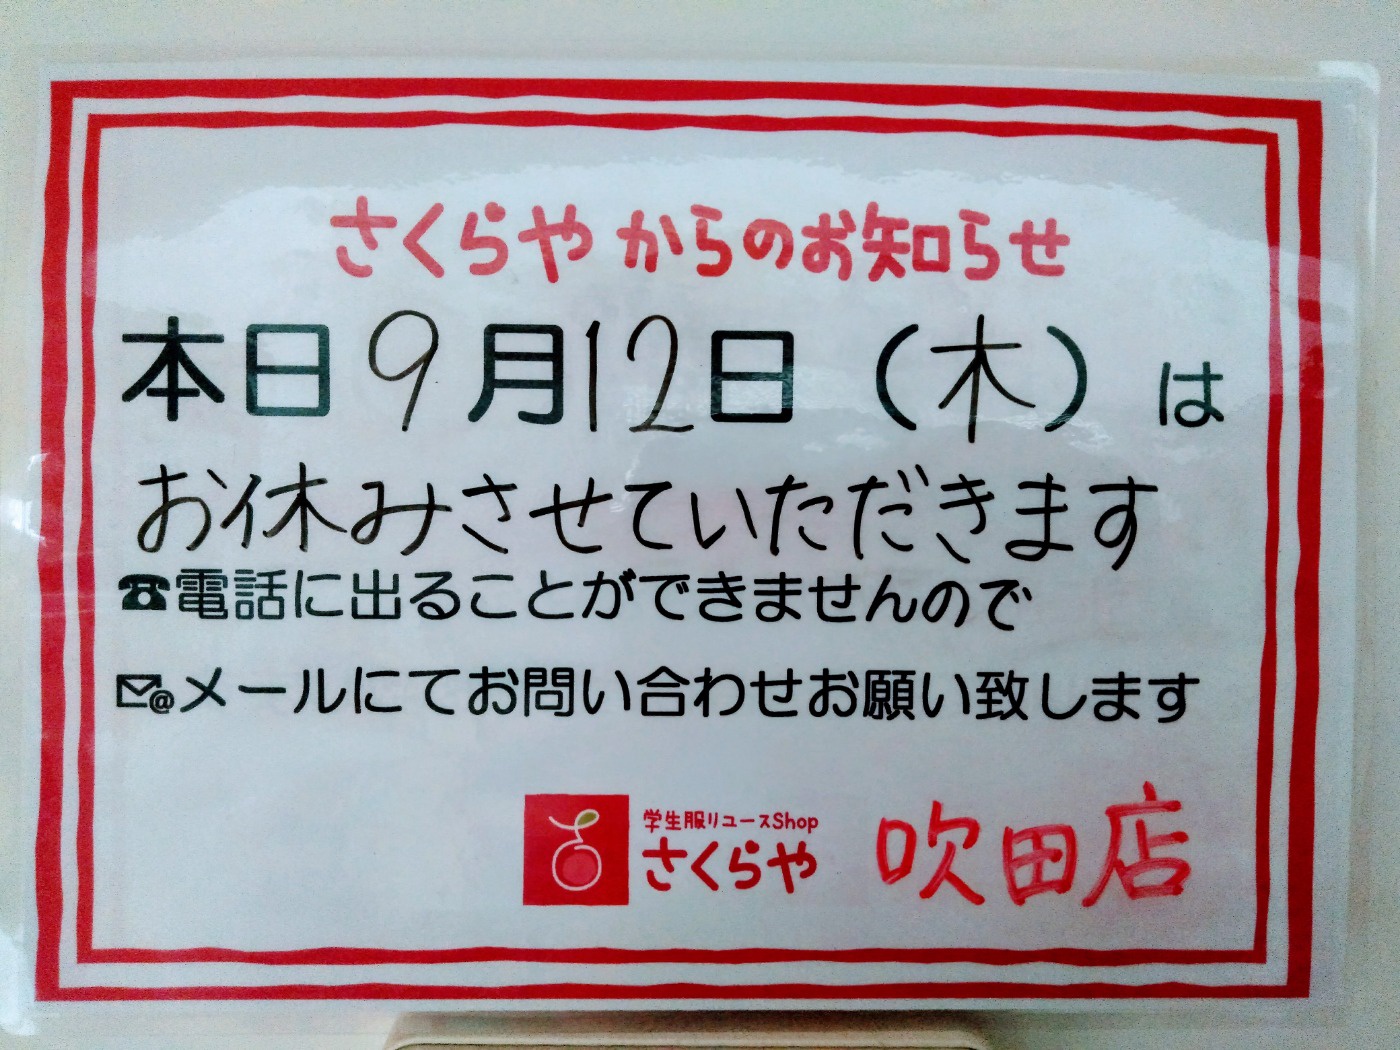 さくらやからのお知らせ
本日9月12日（木）は
お休みさせていただきます
☎電話に出ることができませんので
✉@メールにてお問い合わせお願い致します
学生服リユースShop
さくらや 吹田店